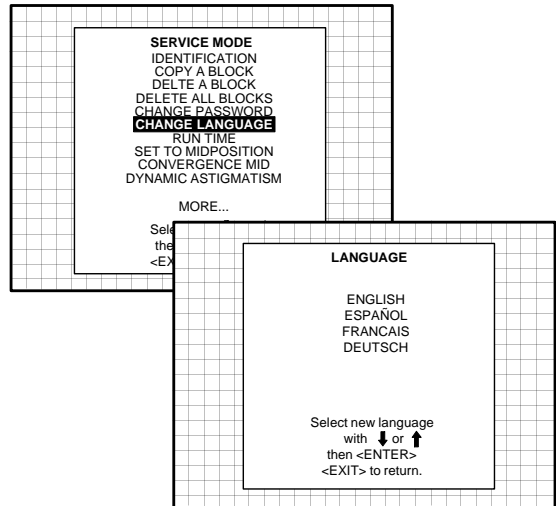 SERVICE MODE
IDENTIFICATION
COPY A BLOCK
DELTE A BLOCK
DELETE ALL BLOCKS
CHANGE PASSWORD
CHANGE LANGUAGE
RUN TIME
SET TO MIDPOSITION
CONVERGENCE MID
DYNAMIC ASTIGMATISM
MORE...
LANGUAGE
ENGLISH
ESPAÑOL
FRANCAIS
DEUTSCH
Select new language
with ⬇ or ⬆
then <ENTER>
<EXIT> to return.